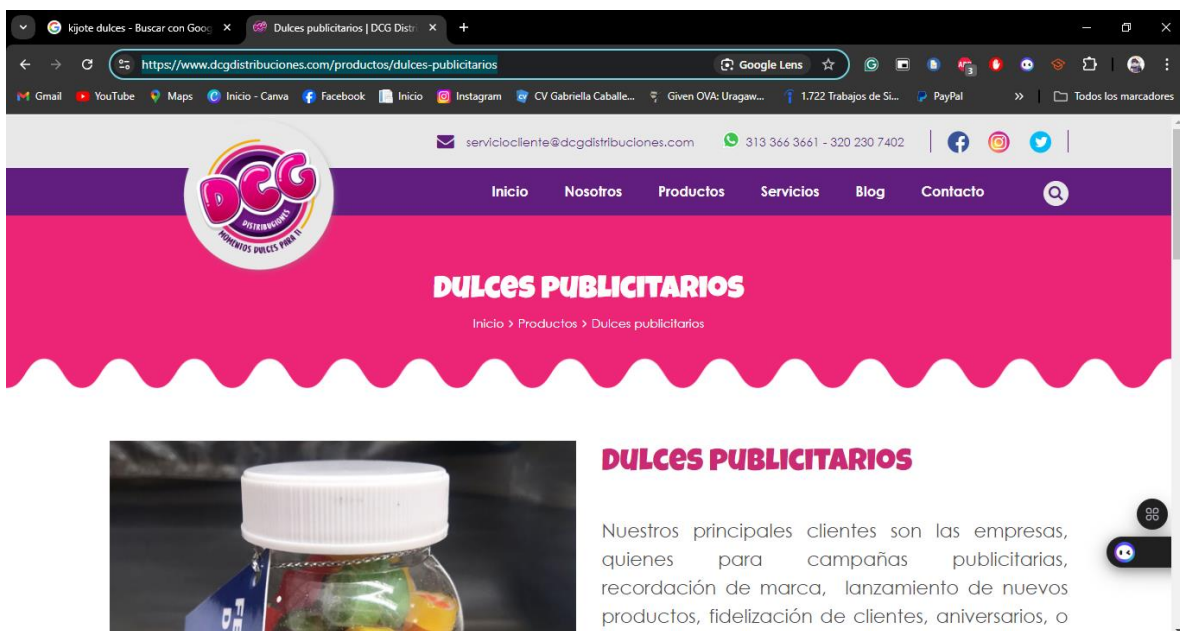 kijote dulces - Buscar con Goog
Dulces publicitarios | DCG Distri
https://www.dcgdistribuciones.com/productos/dulces-publicitarios
Google Lens
3
Gmail YouTube Maps Inicio - Canva Facebook Inicio Instagram CV Gabriella Caballe... Given OVA: Uragaw... 1.722 Trabajos de Si... PayPal » Todos los marcadores
serviciocliente@dcgdistribuciones.com 313 366 3661 - 320 230 7402
DCG
DISTRIBUCIONES
MOMENTOS DULCES PARA TI
Inicio Nosotros Productos Servicios Blog Contacto
DULCES PUBLICITARIOS
Inicio > Productos > Dulces publicitarios
DULCES PUBLICITARIOS
Nuestros principales clientes son las empresas,
quienes para campañas publicitarias,
recordación de marca, lanzamiento de nuevos
productos, fidelización de clientes, aniversarios, o